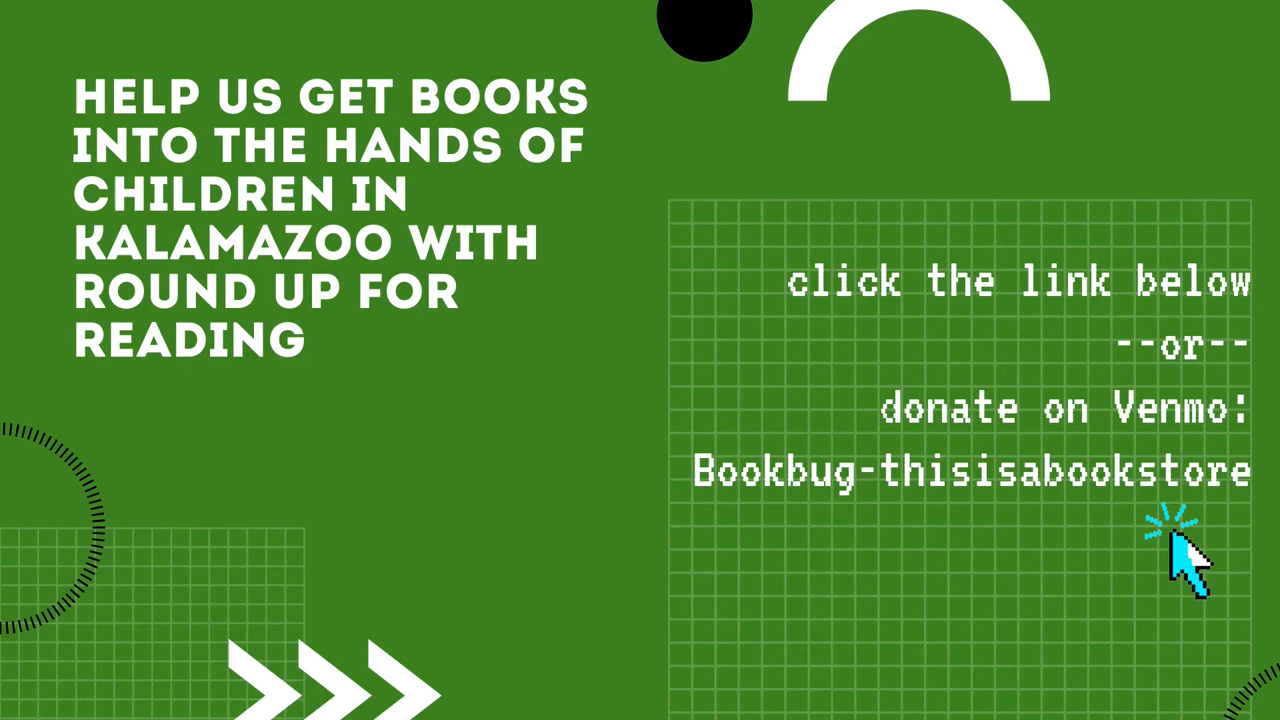 HELP US GET BOOKS
INTO THE HANDS OF
CHILDREN IN
KALAMAZOO WITH
ROUND UP FOR
READING
click the link below
--or--
donate on Venmo:
Bookbug-thisisabookstore